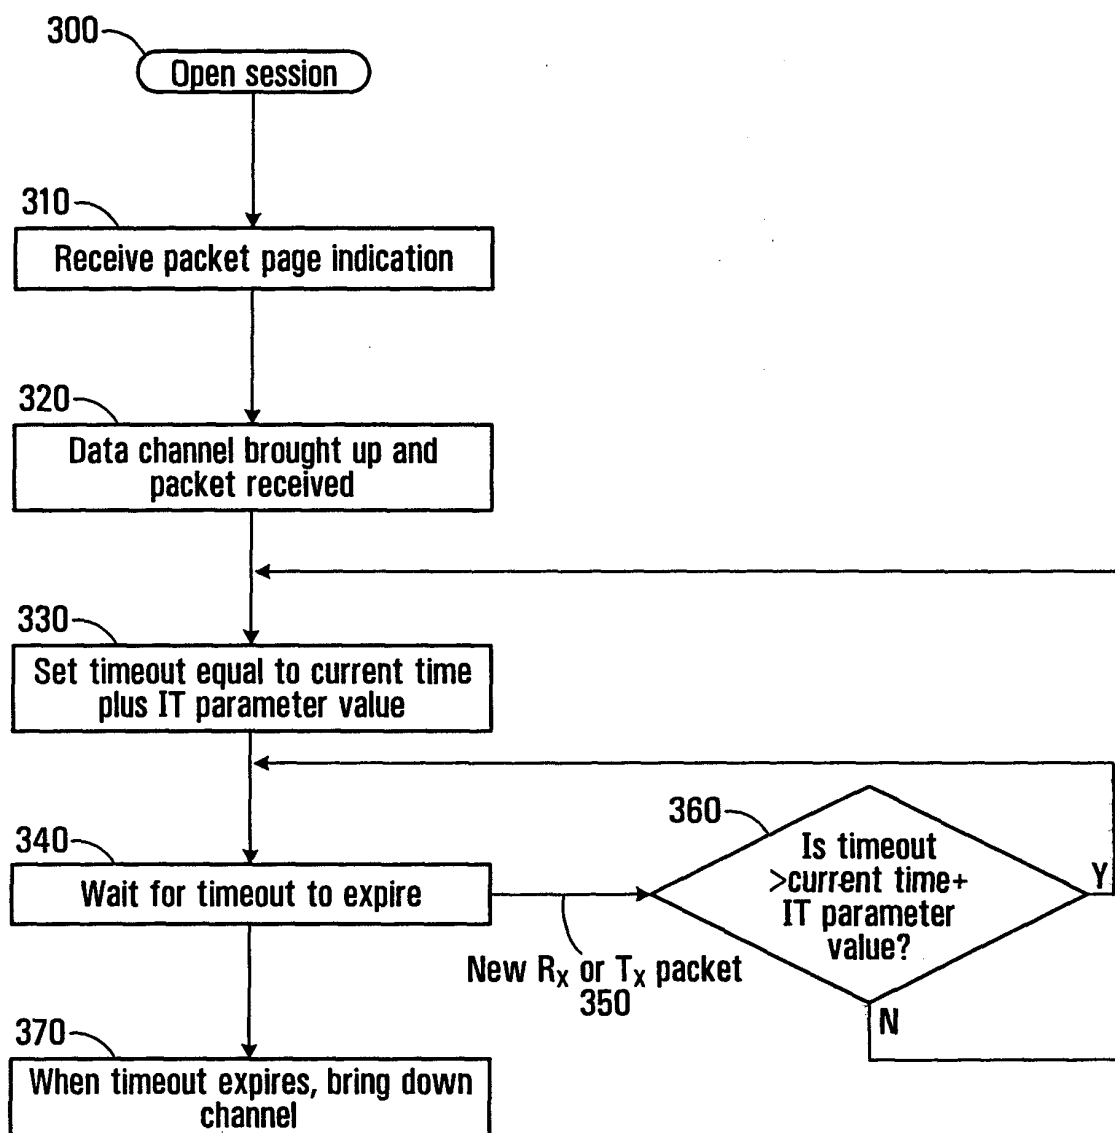 300
Open session
310
Receive packet page indication
320
Data channel brought up and
packet received
330
Set timeout equal to current time
plus IT parameter value
340
Wait for timeout to expire
360
Is timeout
>current time+
IT parameter
value?
Y
New Rx or Tx packet
350
N
370
When timeout expires, bring down
channel